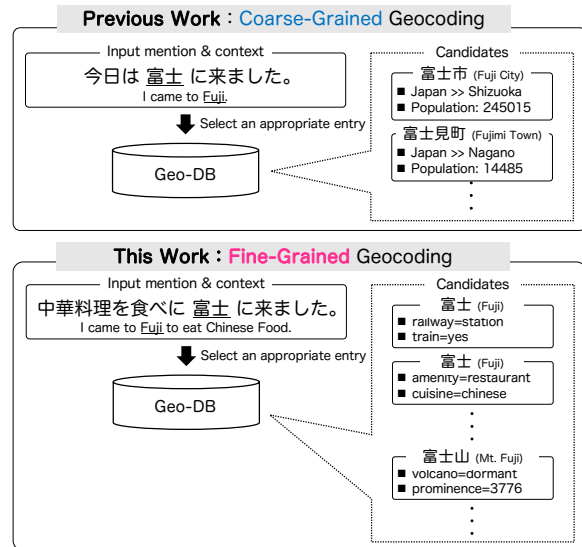 Previous Work：Coarse-Grained Geocoding
Input mention & context
今日は 富士 に来ました。
I came to Fuji.
Select an appropriate entry
Geo-DB
Candidates
富士市 (Fuji City)
■ Japan >> Shizuoka
■ Population: 245015
富士見町 (Fujimi Town)
■ Japan >> Nagano
■ Population: 14485
This Work：Fine-Grained Geocoding
Input mention & context
中華料理を食べに 富士 に来ました。
I came to Fuji to eat Chinese Food.
Select an appropriate entry
Geo-DB
Candidates
富士 (Fuji)
■ railway=station
■ train=yes
富士 (Fuji)
■ amenity=restaurant
■ cuisine=chinese
富士山 (Mt. Fuji)
■ volcano=dormant
■ prominence=3776